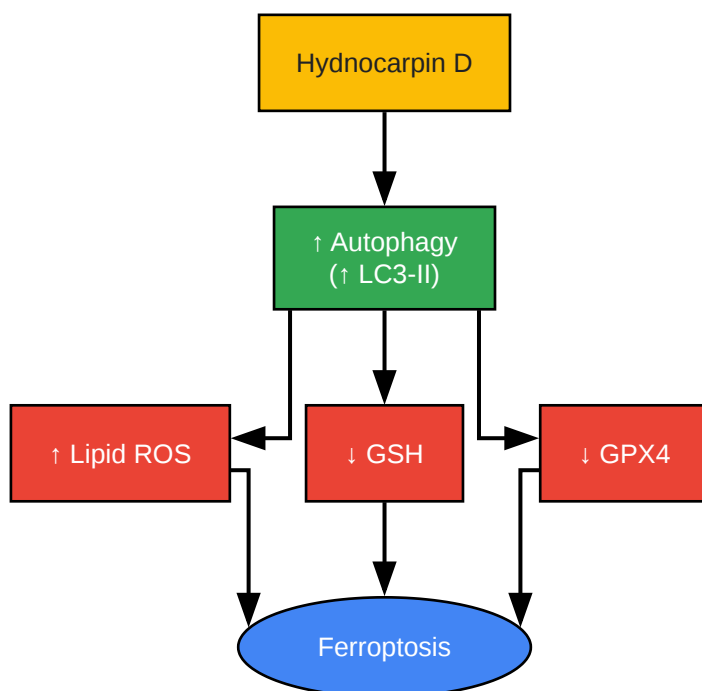 Hydnocarpin D
↑ Autophagy
(↑ LC3-II)
↑ Lipid ROS
↓ GSH
↓ GPX4
Ferroptosis